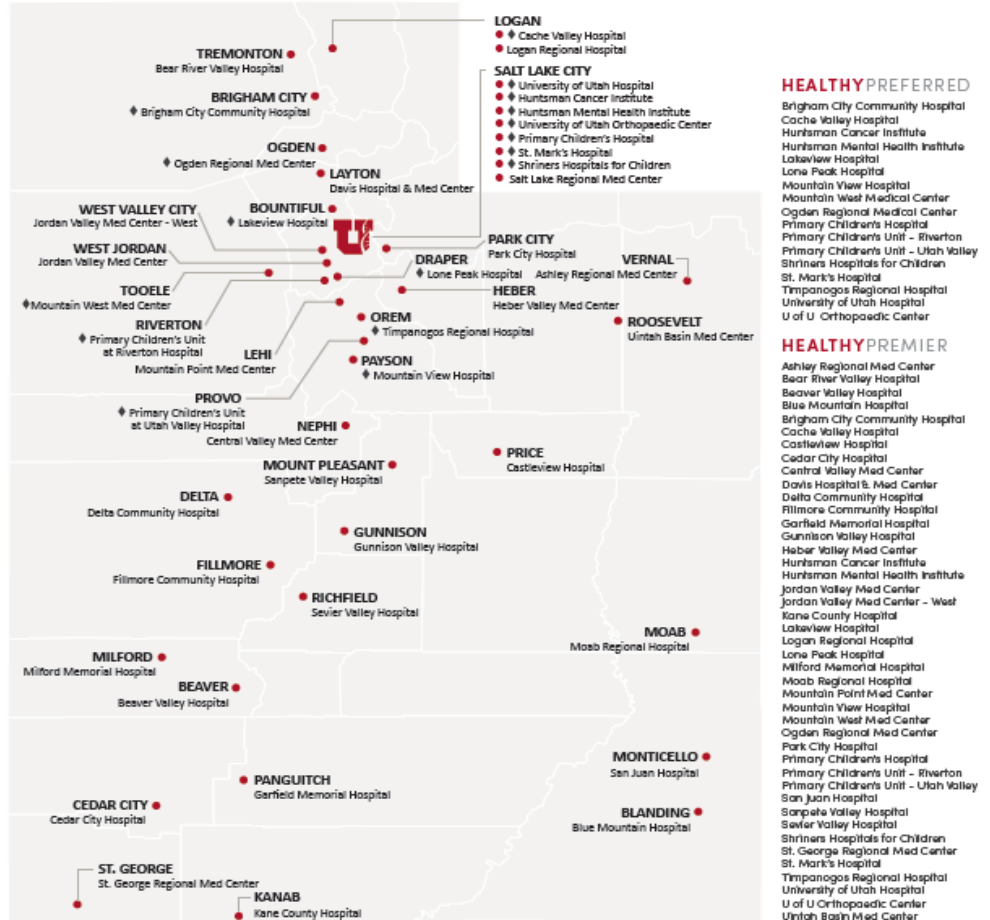 LOGAN
● ♦ Cache Valley Hospital
● Logan Regional Hospital
TREMONTON
Bear River Valley Hospital
SALT LAKE CITY
● ♦ University of Utah Hospital
● ♦ Huntsman Cancer Institute
● ♦ Huntsman Mental Health Institute
● ♦ University of Utah Orthopaedic Center
● ♦ Primary Children's Hospital
● ♦ St. Mark's Hospital
● ♦ Shriners Hospitals for Children
● Salt Lake Regional Med Center
BRIGHAM CITY
♦ Brigham City Community Hospital
OGDEN
♦ Ogden Regional Med Center
LAYTON
Davis Hospital & Med Center
WEST VALLEY CITY
Jordan Valley Med Center - West
BOUNTIFUL
♦ Lakeview Hospital
U
WEST JORDAN
Jordan Valley Med Center
PARK CITY
Park City Hospital
DRAPER
♦ Lone Peak Hospital
VERNAL
Ashley Regional Med Center
TOOELE
♦Mountain West Med Center
HEBER
Heber Valley Med Center
RIVERTON
♦ Primary Children's Unit
at Riverton Hospital
OREM
♦ Timpanogos Regional Hospital
ROOSEVELT
Uintah Basin Med Center
LEHI
Mountain Point Med Center
PAYSON
♦ Mountain View Hospital
PROVO
♦ Primary Children's Unit
at Utah Valley Hospital
NEPHI
Central Valley Med Center
PRICE
Castleview Hospital
MOUNT PLEASANT
Sanpete Valley Hospital
DELTA
Delta Community Hospital
GUNNISON
Gunnison Valley Hospital
FILLMORE
Fillmore Community Hospital
RICHFIELD
Sevier Valley Hospital
MOAB
Moab Regional Hospital
MILFORD
Milford Memorial Hospital
BEAVER
Beaver Valley Hospital
MONTICELLO
San Juan Hospital
PANGUITCH
Garfield Memorial Hospital
CEDAR CITY
Cedar City Hospital
BLANDING
Blue Mountain Hospital
ST. GEORGE
St. George Regional Med Center
KANAB
Kane County Hospital
HEALTHYPREFERRED
Brigham City Community Hospital
Cache Valley Hospital
Huntsman Cancer Institute
Huntsman Mental Health Institute
Lakeview Hospital
Lone Peak Hospital
Mountain View Hospital
Mountain West Medical Center
Ogden Regional Medical Center
Primary Children's Hospital
Primary Children's Unit - Riverton
Primary Children's Unit - Utah Valley
Shriners Hospitals for Children
St. Mark's Hospital
Timpanogos Regional Hospital
University of Utah Hospital
U of U Orthopaedic Center
HEALTHYPREMIER
Ashley Regional Med Center
Bear River Valley Hospital
Beaver Valley Hospital
Blue Mountain Hospital
Brigham City Community Hospital
Cache Valley Hospital
Castleview Hospital
Cedar City Hospital
Central Valley Med Center
Davis Hospital & Med Center
Delta Community Hospital
Fillmore Community Hospital
Garfield Memorial Hospital
Gunnison Valley Hospital
Heber Valley Med Center
Huntsman Cancer Institute
Huntsman Mental Health Institute
Jordan Valley Med Center
Jordan Valley Med Center - West
Kane County Hospital
Lakeview Hospital
Logan Regional Hospital
Lone Peak Hospital
Milford Memorial Hospital
Moab Regional Hospital
Mountain Point Med Center
Mountain View Hospital
Mountain West Med Center
Ogden Regional Med Center
Park City Hospital
Primary Children's Hospital
Primary Children's Unit - Riverton
Primary Children's Unit - Utah Valley
San Juan Hospital
Sanpete Valley Hospital
Sevier Valley Hospital
Shriners Hospitals for Children
St. George Regional Med Center
St. Mark's Hospital
Timpanogos Regional Hospital
University of Utah Hospital
U of U Orthopaedic Center
Uintah Basin Med Center